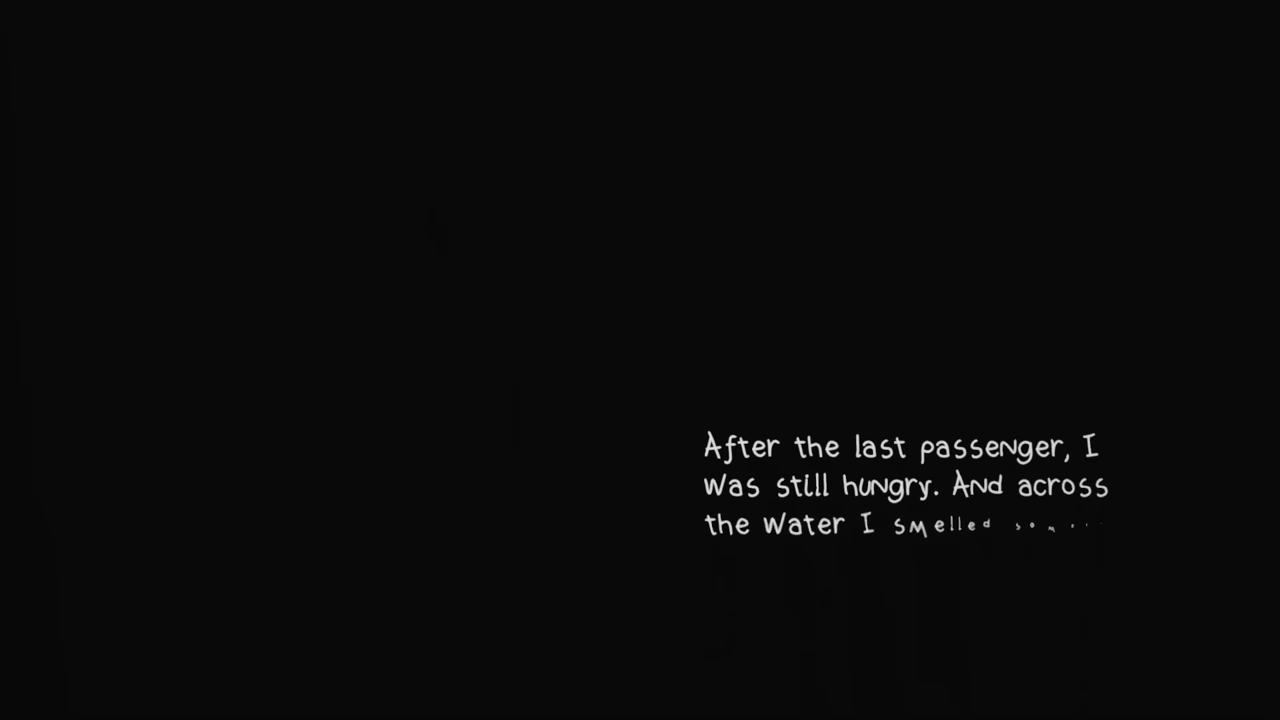 After the last passenger, I
was still hungry. And across
the water I smelled